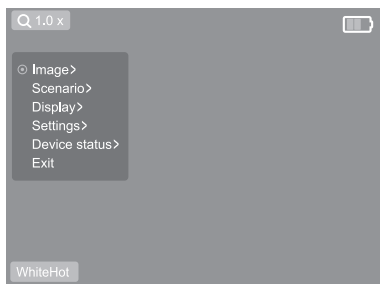 1.0 x
Image>
Scenario>
Display>
Settings>
Device status>
Exit
WhiteHot